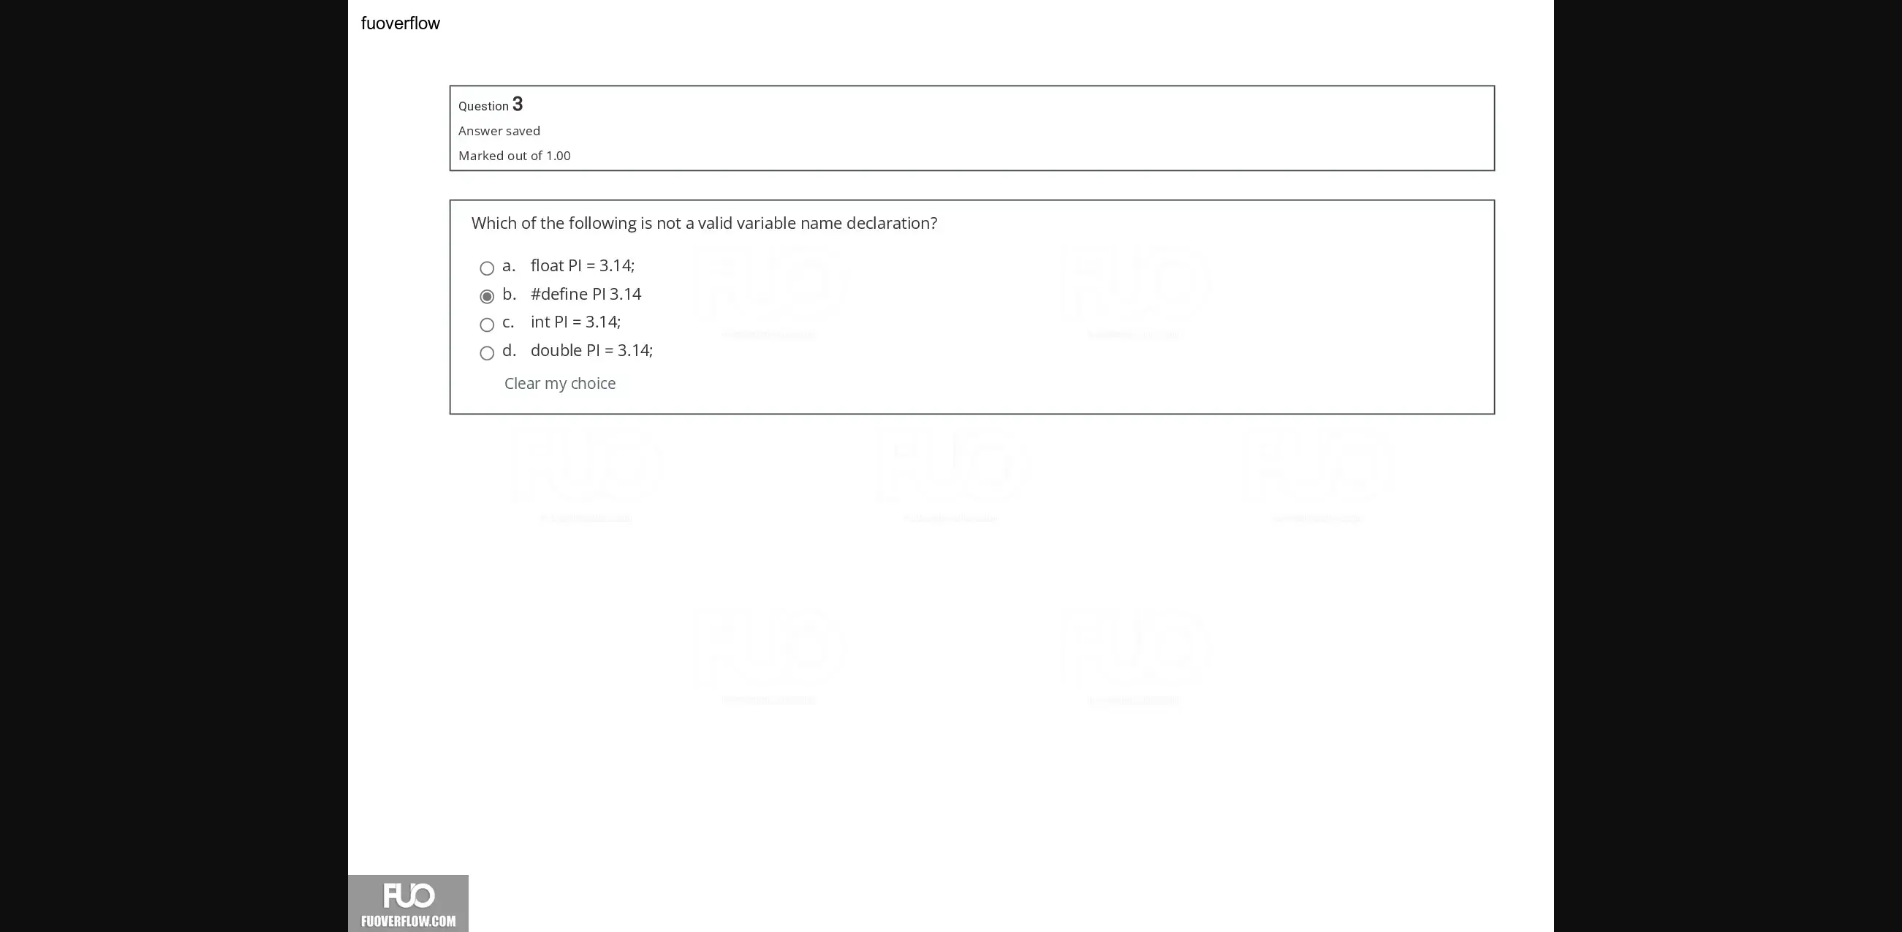 fuoverflow
Question 3
Answer saved
Marked out of 1.00
Which of the following is not a valid variable name declaration?
a. float PI = 3.14;
b. #define PI 3.14
c. int PI = 3.14;
d. double PI = 3.14;
Clear my choice
FUO
FUOVERFLOW.COM